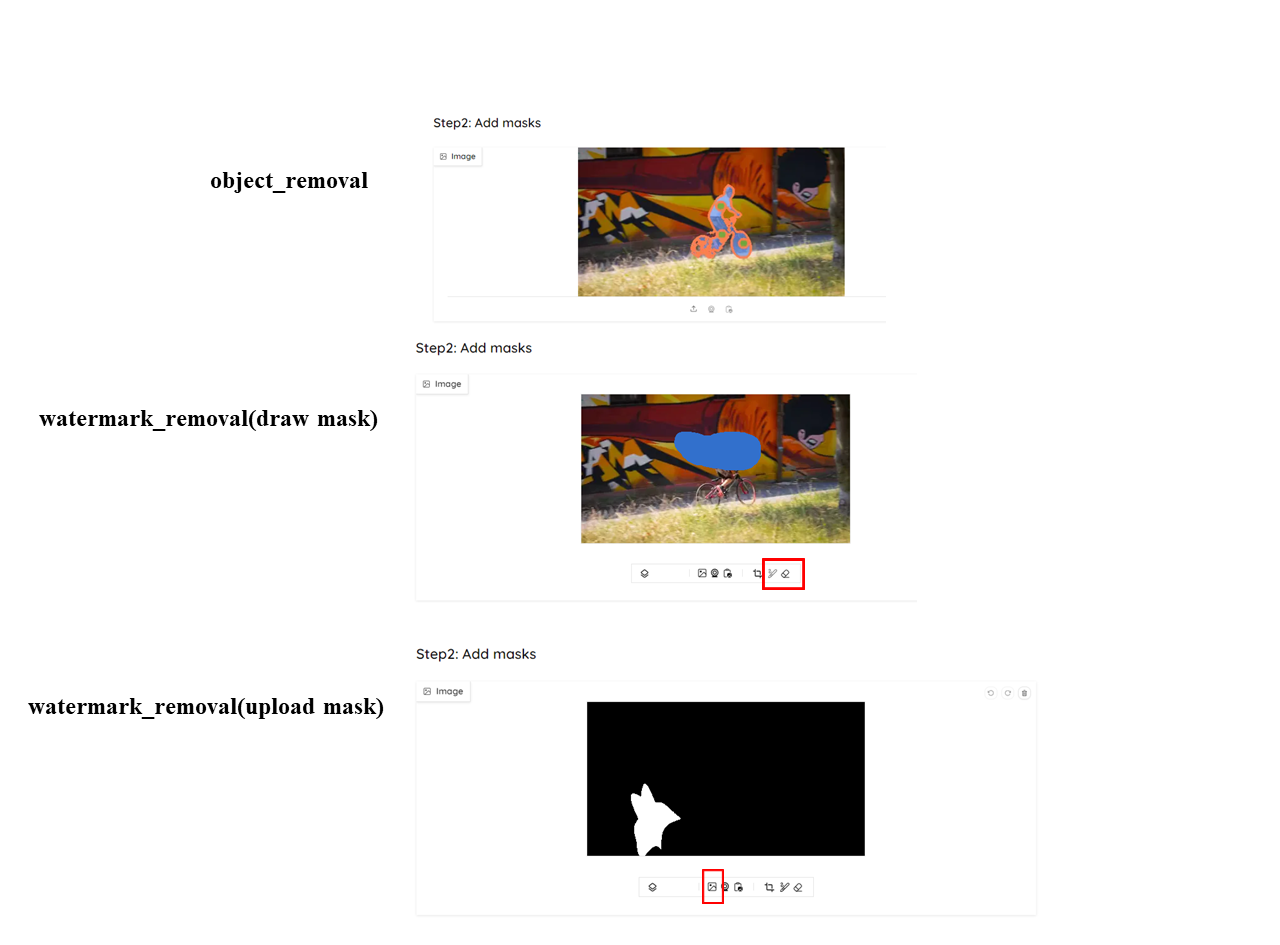 Step2: Add masks
Image
object_removal
Step2: Add masks
Image
watermark_removal(draw mask)
Step2: Add masks
Image
watermark_removal(upload mask)